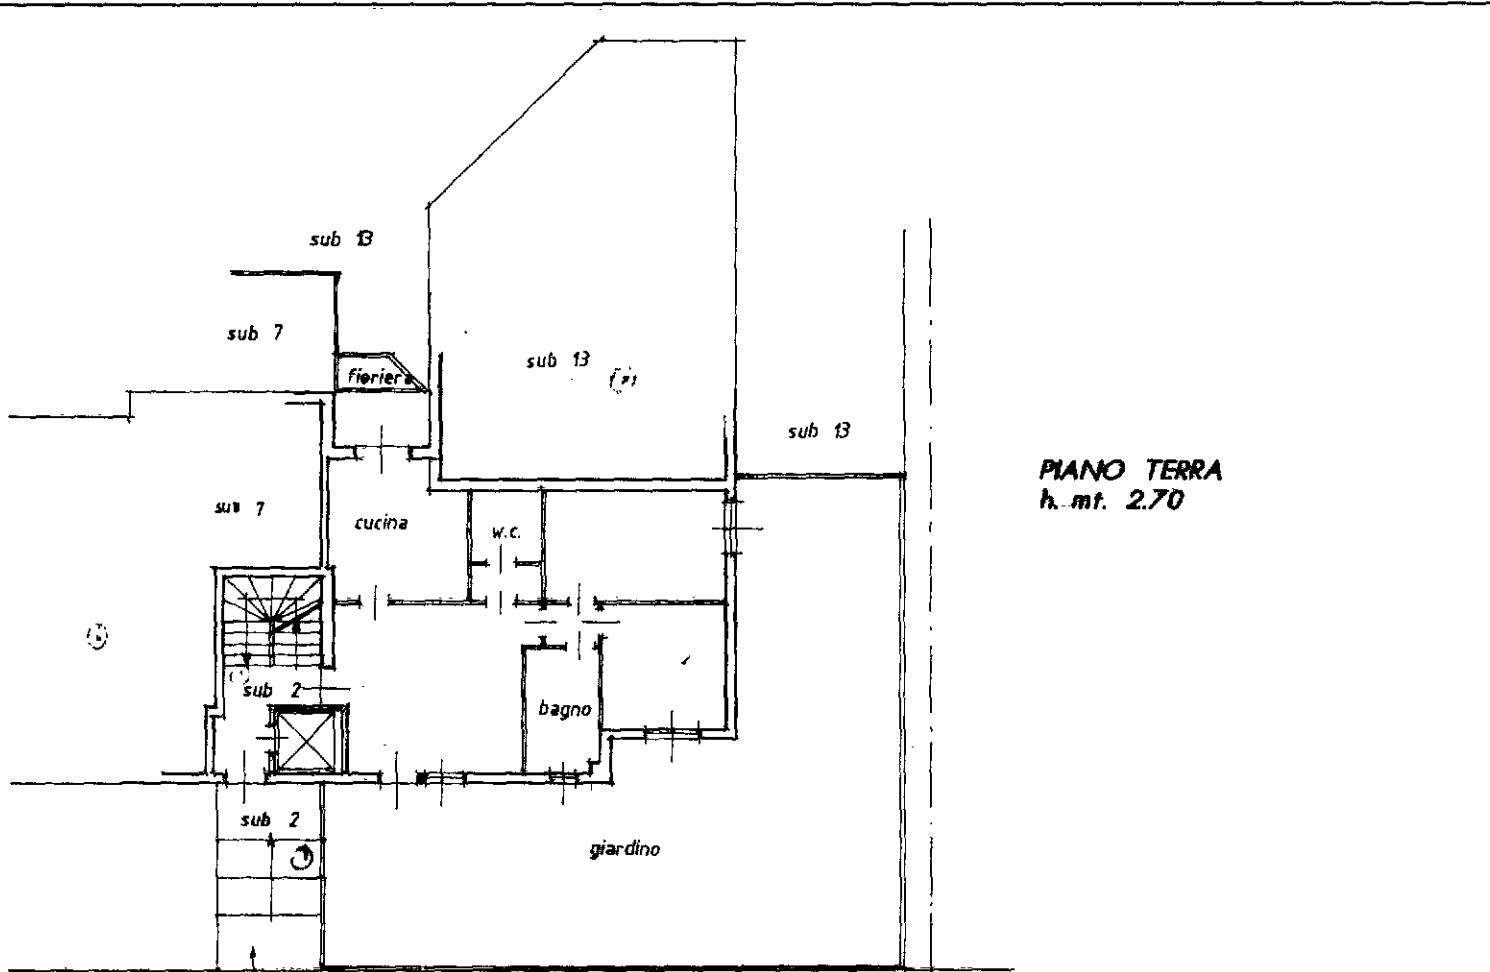 sub 13
sub 7
fioriera
sub 13
sub 13
PIANO TERRA
h. mt. 2.70
sub 7
cucina
w.c.
sub 2
bagno
sub 2
giardino